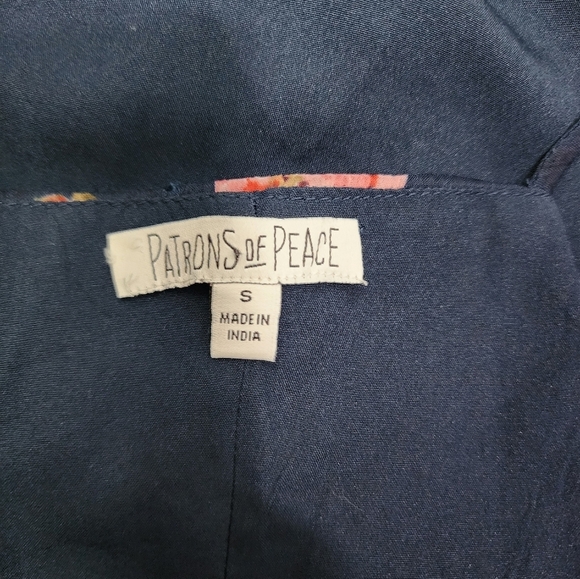 PATRONS OF PEACE
S
MADE IN
INDIA